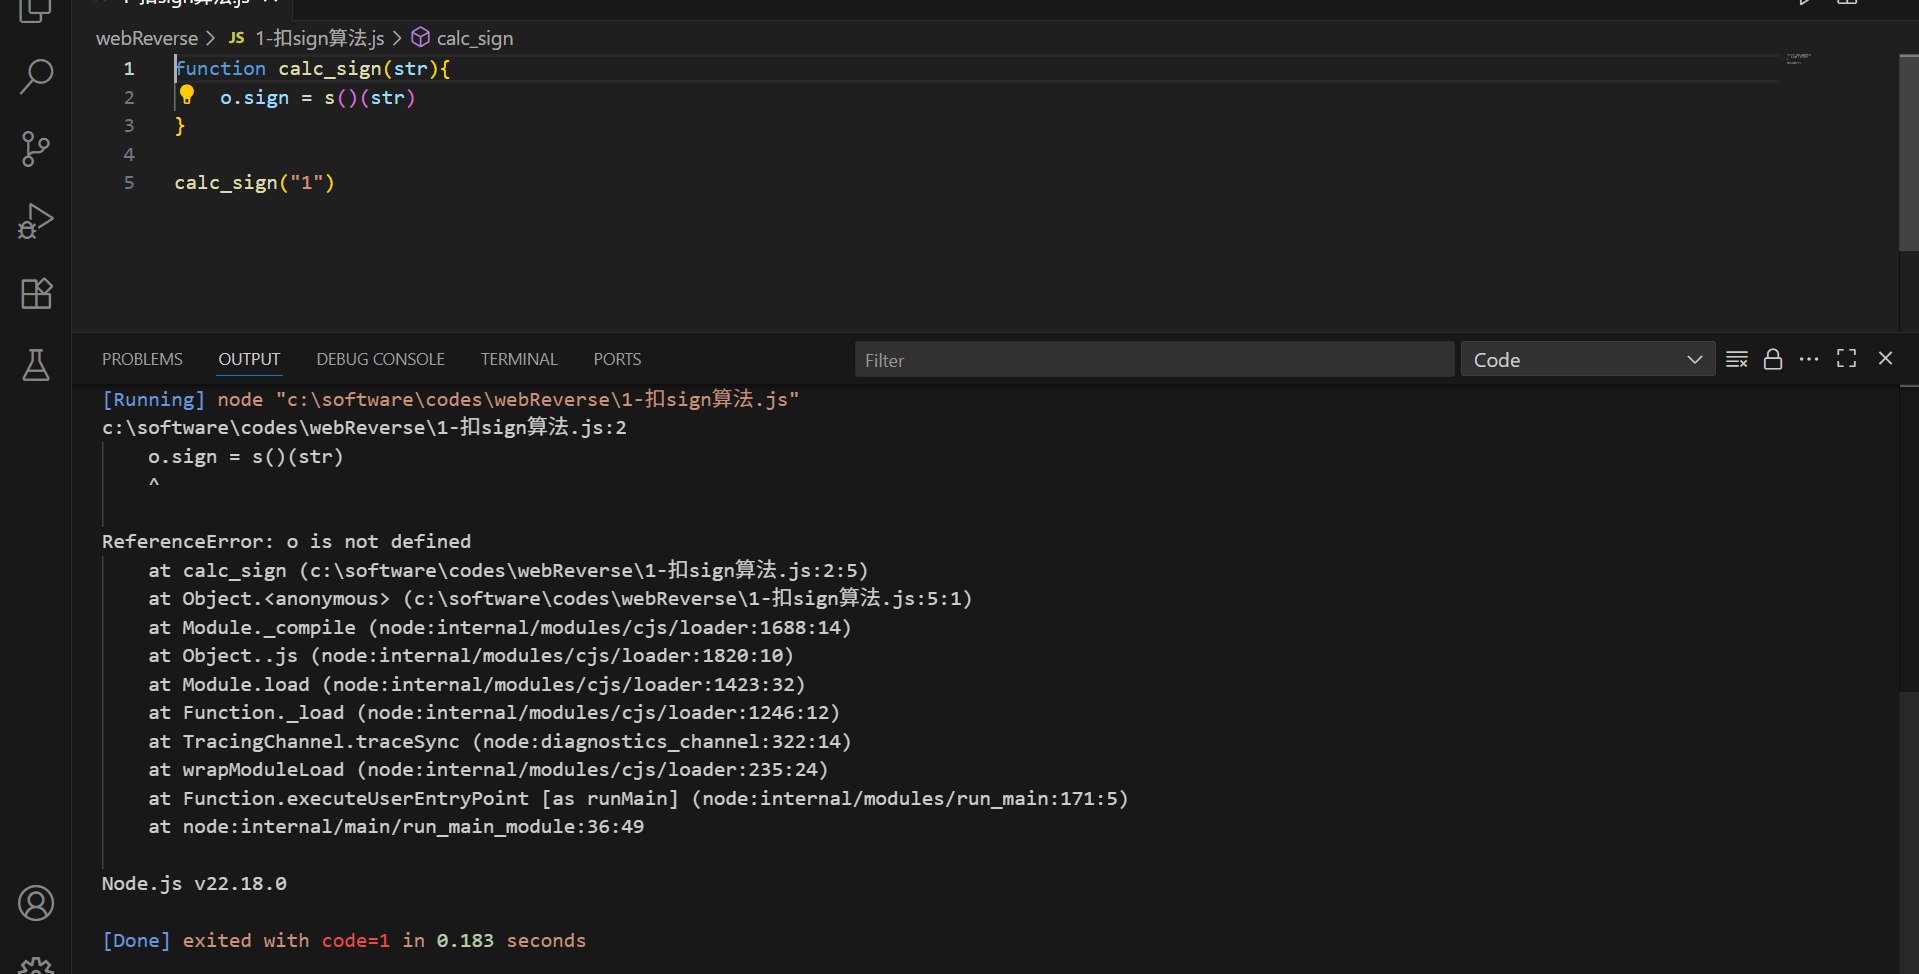 1-扣sign算法.js
webReverse > JS 1-扣sign算法.js > calc_sign
1 function calc_sign(str){
2 o.sign = s()(str)
3 }
4
5 calc_sign("1")
PROBLEMS OUTPUT DEBUG CONSOLE TERMINAL PORTS Filter Code
[Running] node "c:\software\codes\webReverse\1-扣sign算法.js"
c:\software\codes\webReverse\1-扣sign算法.js:2
o.sign = s()(str)
^
ReferenceError: o is not defined
at calc_sign (c:\software\codes\webReverse\1-扣sign算法.js:2:5)
at Object.<anonymous> (c:\software\codes\webReverse\1-扣sign算法.js:5:1)
at Module._compile (node:internal/modules/cjs/loader:1688:14)
at Object..js (node:internal/modules/cjs/loader:1820:10)
at Module.load (node:internal/modules/cjs/loader:1423:32)
at Function._load (node:internal/modules/cjs/loader:1246:12)
at TracingChannel.traceSync (node:diagnostics_channel:322:14)
at wrapModuleLoad (node:internal/modules/cjs/loader:235:24)
at Function.executeUserEntryPoint [as runMain] (node:internal/modules/run_main:171:5)
at node:internal/main/run_main_module:36:49
Node.js v22.18.0
[Done] exited with code=1 in 0.183 seconds